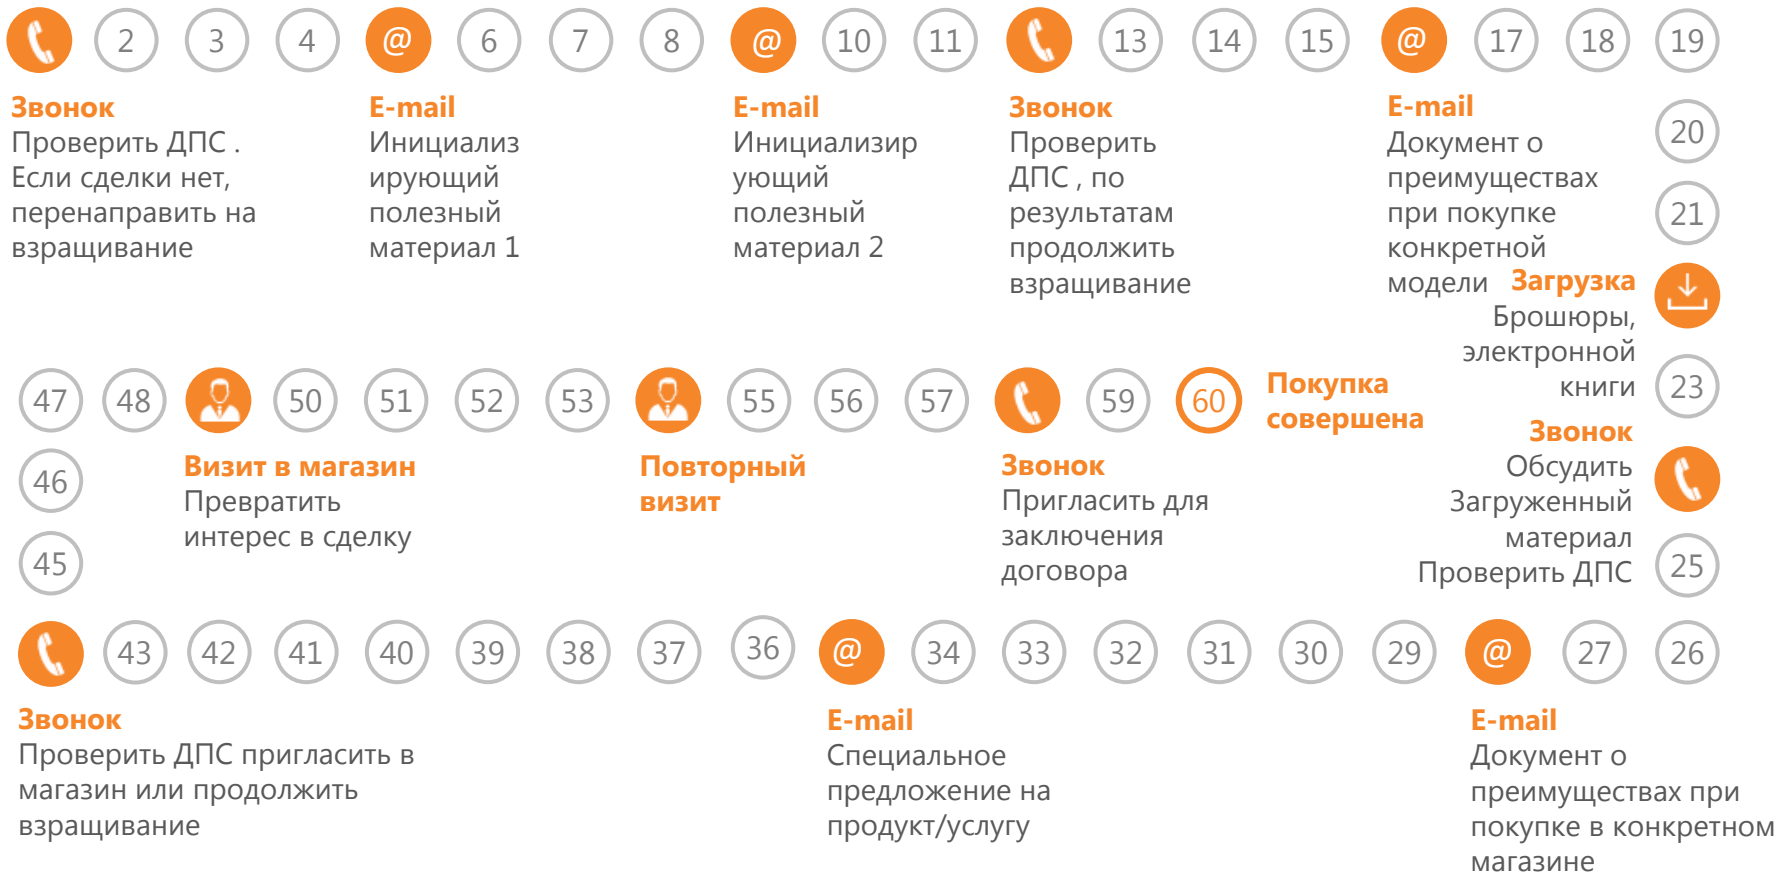 2 3 4 @ 6 7 8 @ 10 11 13 14 15 @ 17 18 19
Звонок
Проверить ДПС .
Если сделки нет,
перенаправить на
взращивание
E-mail
Инициализ
ирующий
полезный
материал 1
E-mail
Инициализир
ующий
полезный
материал 2
Звонок
Проверить
ДПС , по
результатам
продолжить
взращивание
E-mail
Документ о
преимуществах
при покупке
конкретной
модели
20
21
Загрузка
Брошюры,
электронной
книги
23
Звонок
Обсудить
Загруженный
материал
Проверить ДПС
25
26 27 @ 29 30 31 32 33 34 @ 36 37 38 39 40 41 42 43
E-mail
Документ о
преимуществах при
покупке в конкретном
магазине
E-mail
Специальное
предложение на
продукт/услугу
Звонок
Проверить ДПС пригласить в
магазин или продолжить
взращивание
45
46
47 48 50 51 52 53 55 56 57 59 60
Визит в магазин
Превратить
интерес в сделку
Повторный
визит
Звонок
Пригласить для
заключения
договора
Покупка
совершена